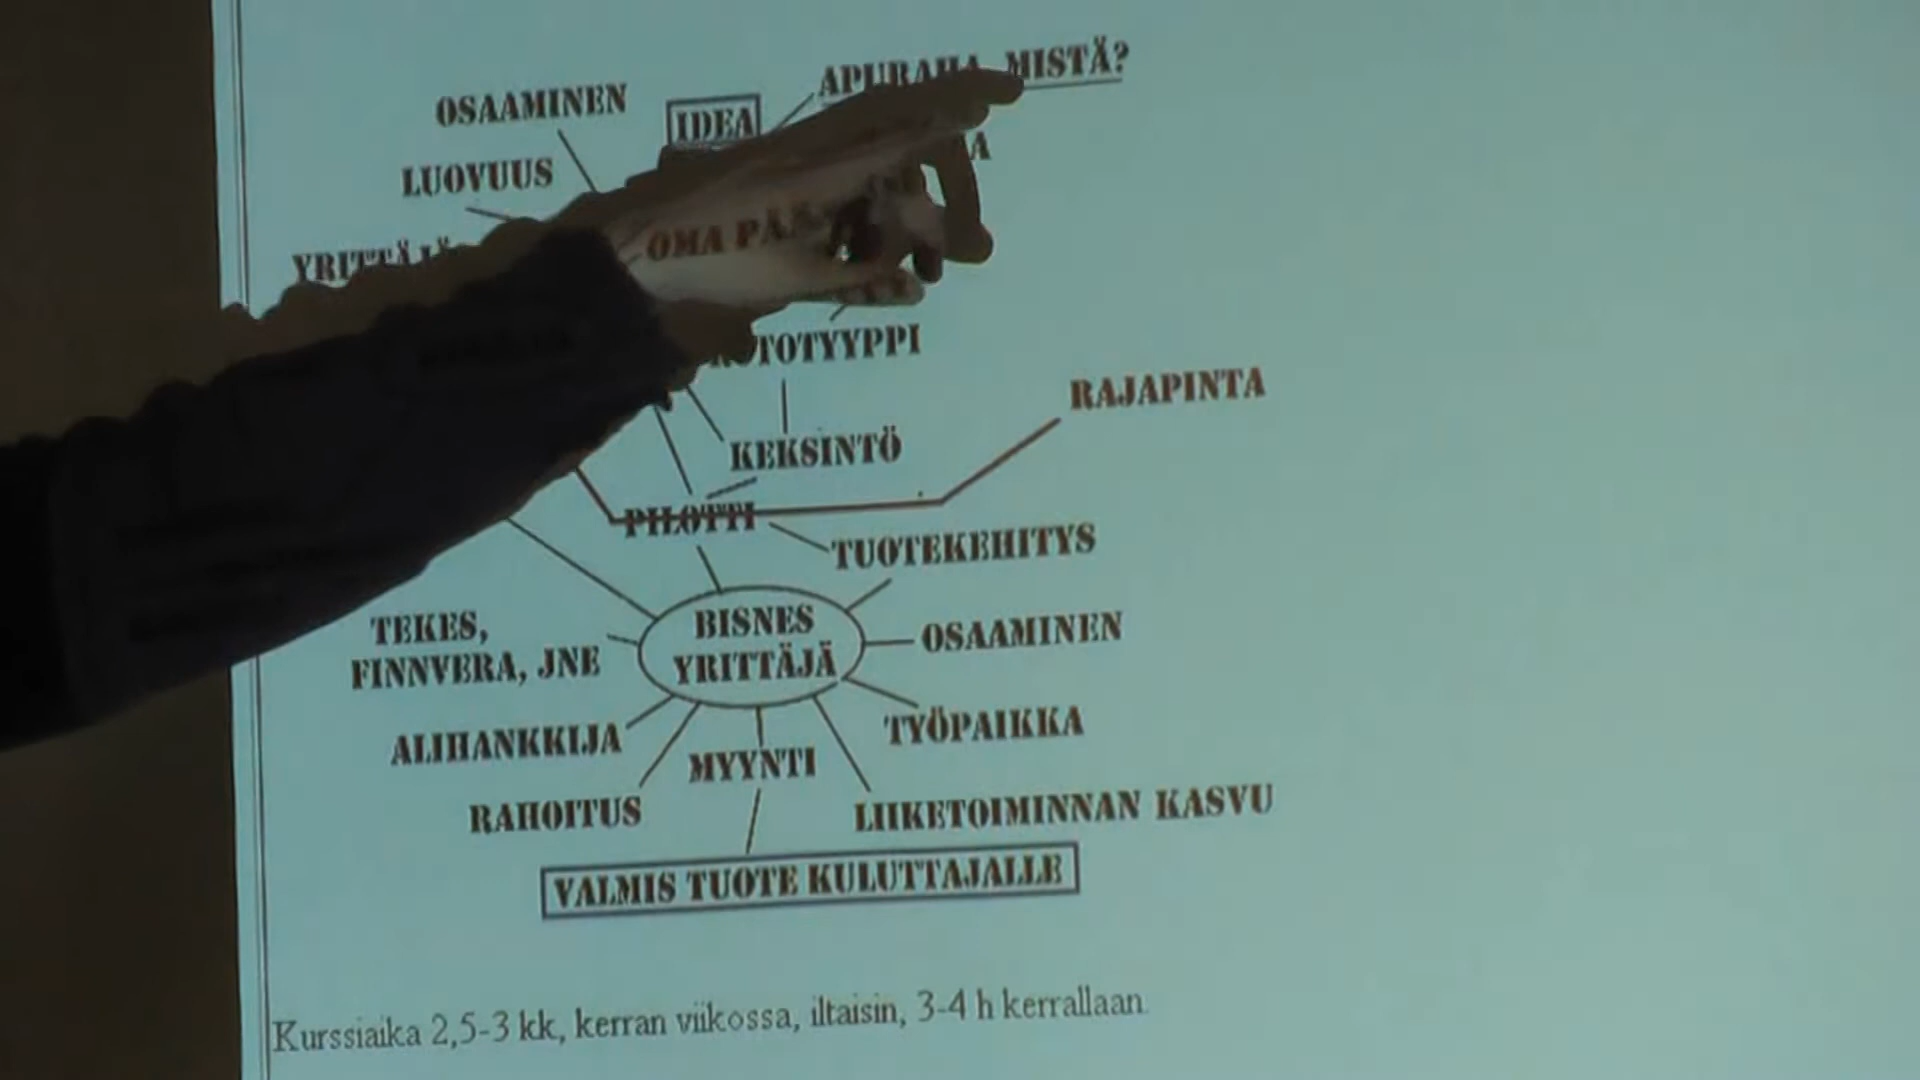 APURAHA MISTÄ?
OSAAMINEN
IDEA
LUOVUUS
OMA
KEKSINTÖ
RAJAPINTA
PILOTTI
TUOTEKEHITYS
BISNES
YRITTÄJÄ
TEKES,
FINNVERA, JNE
OSAAMINEN
ALIHANKKIJA
TYÖPAIKKA
MYYNTI
RAHOITUS
LIIKETOIMINNAN KASVU
VALMIS TUOTE KULUTTAJALLE
Kurssiaika 2,5-3 kk, kerran viikossa, iltaisin, 3-4 h kerrallaan